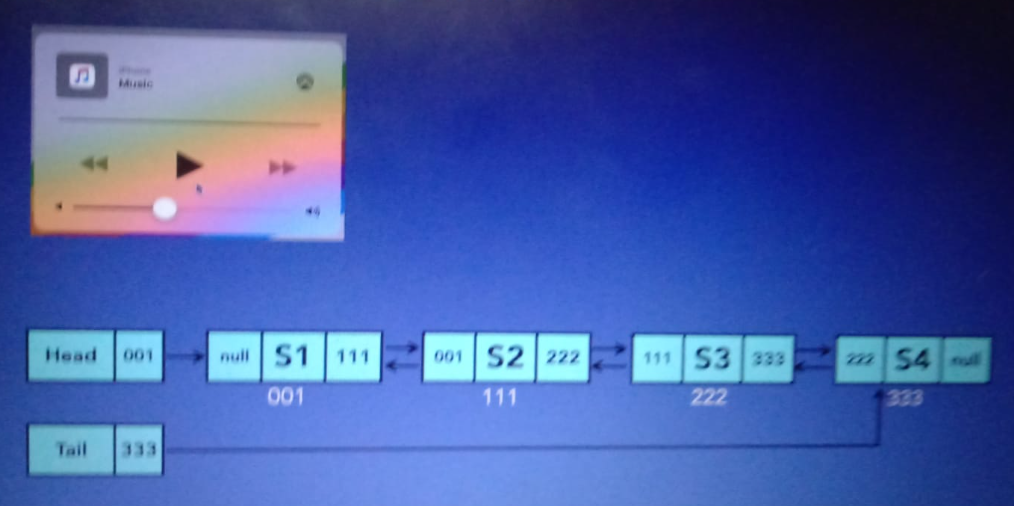 iPhone
Music
Head 001 null S1 111 001 S2 222 111 S3 333 222 S4 null
001 111 222 333
Tail 333